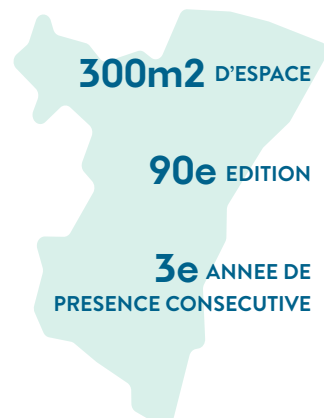 300m2 D'ESPACE
90e EDITION
3e ANNEE DE
PRESENCE CONSECUTIVE